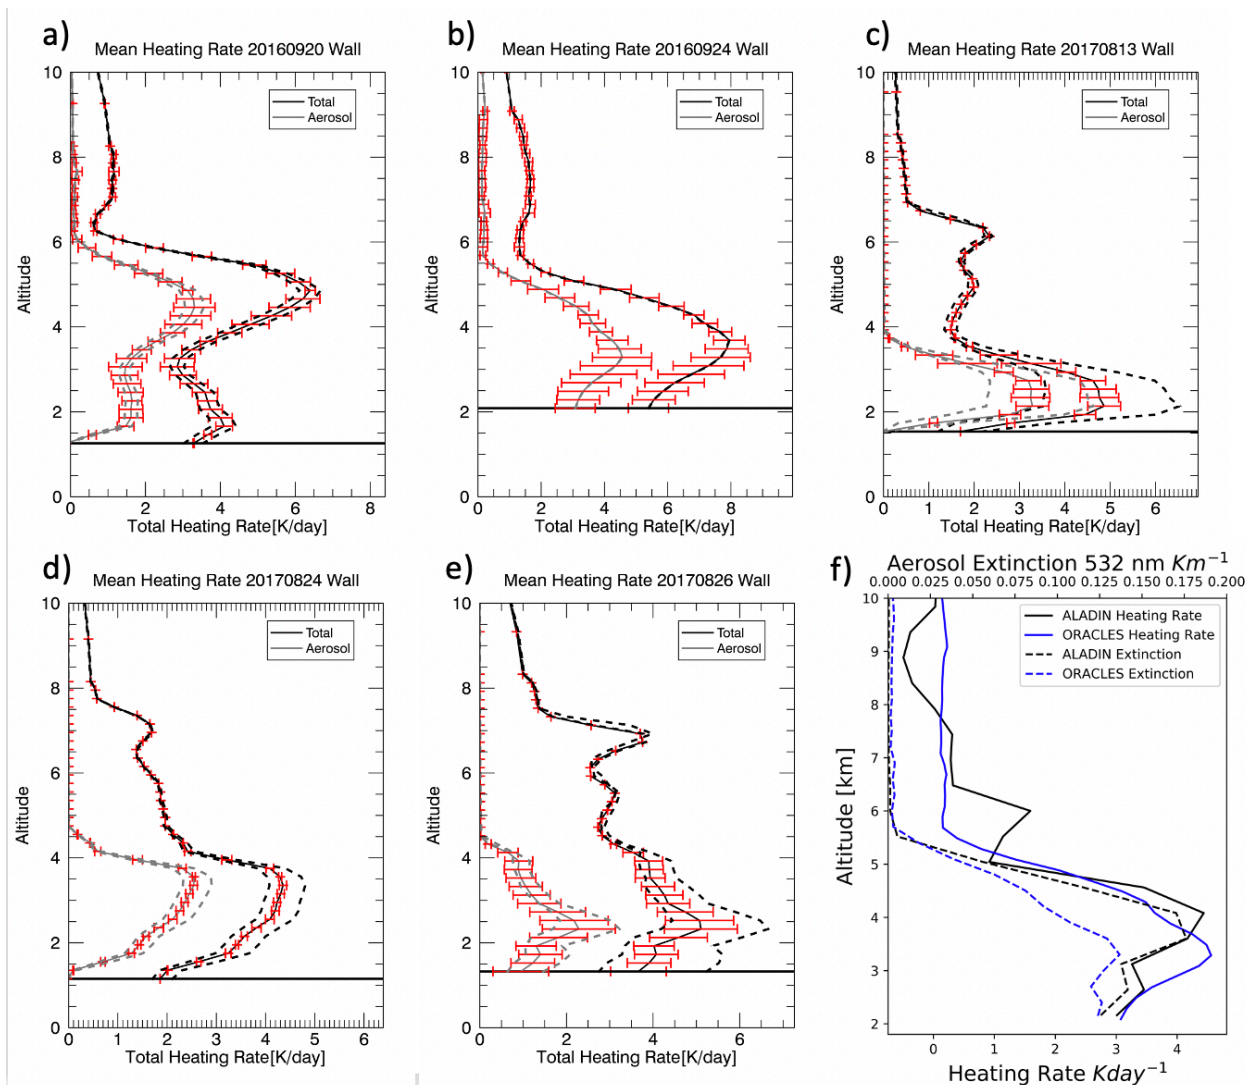 a)
Mean Heating Rate 20160920 Wall
10
8
6
4
2
0
Altitude
Total
Aerosol
0 2 4 6 8
Total Heating Rate[K/day]
b)
Mean Heating Rate 20160924 Wall
10
8
6
4
2
0
Altitude
Total
Aerosol
0 2 4 6 8
Total Heating Rate[K/day]
c)
Mean Heating Rate 20170813 Wall
10
8
6
4
2
0
Altitude
Total
Aerosol
0 1 2 3 4 5 6
Total Heating Rate[K/day]
d)
Mean Heating Rate 20170824 Wall
10
8
6
4
2
0
Altitude
Total
Aerosol
0 1 2 3 4 5 6
Total Heating Rate[K/day]
e)
Mean Heating Rate 20170826 Wall
10
8
6
4
2
0
Altitude
Total
Aerosol
0 2 4 6
Total Heating Rate[K/day]
f)
Aerosol Extinction 532 nm Km⁻¹
0.000 0.025 0.050 0.075 0.100 0.125 0.150 0.175 0.200
10
9
8
7
6
5
4
3
2
Altitude [km]
ALADIN Heating Rate
ORACLES Heating Rate
ALADIN Extinction
ORACLES Extinction
0 1 2 3 4
Heating Rate Kday⁻¹